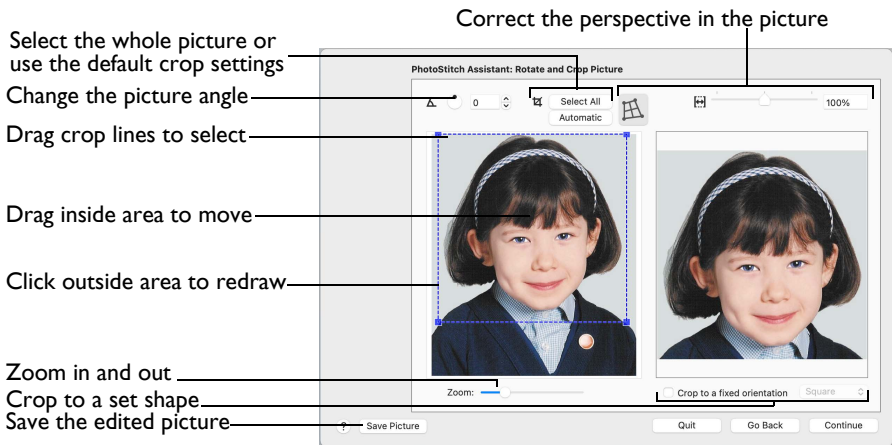 Correct the perspective in the picture
Select the whole picture or
use the default crop settings
PhotoStitch Assistant: Rotate and Crop Picture
Change the picture angle
0
Select All
100%
Automatic
Drag crop lines to select
Drag inside area to move
Click outside area to redraw
Zoom in and out
Zoom:
Crop to a fixed orientation
Square
Crop to a set shape
Save the edited picture
?
Save Picture
Quit
Go Back
Continue